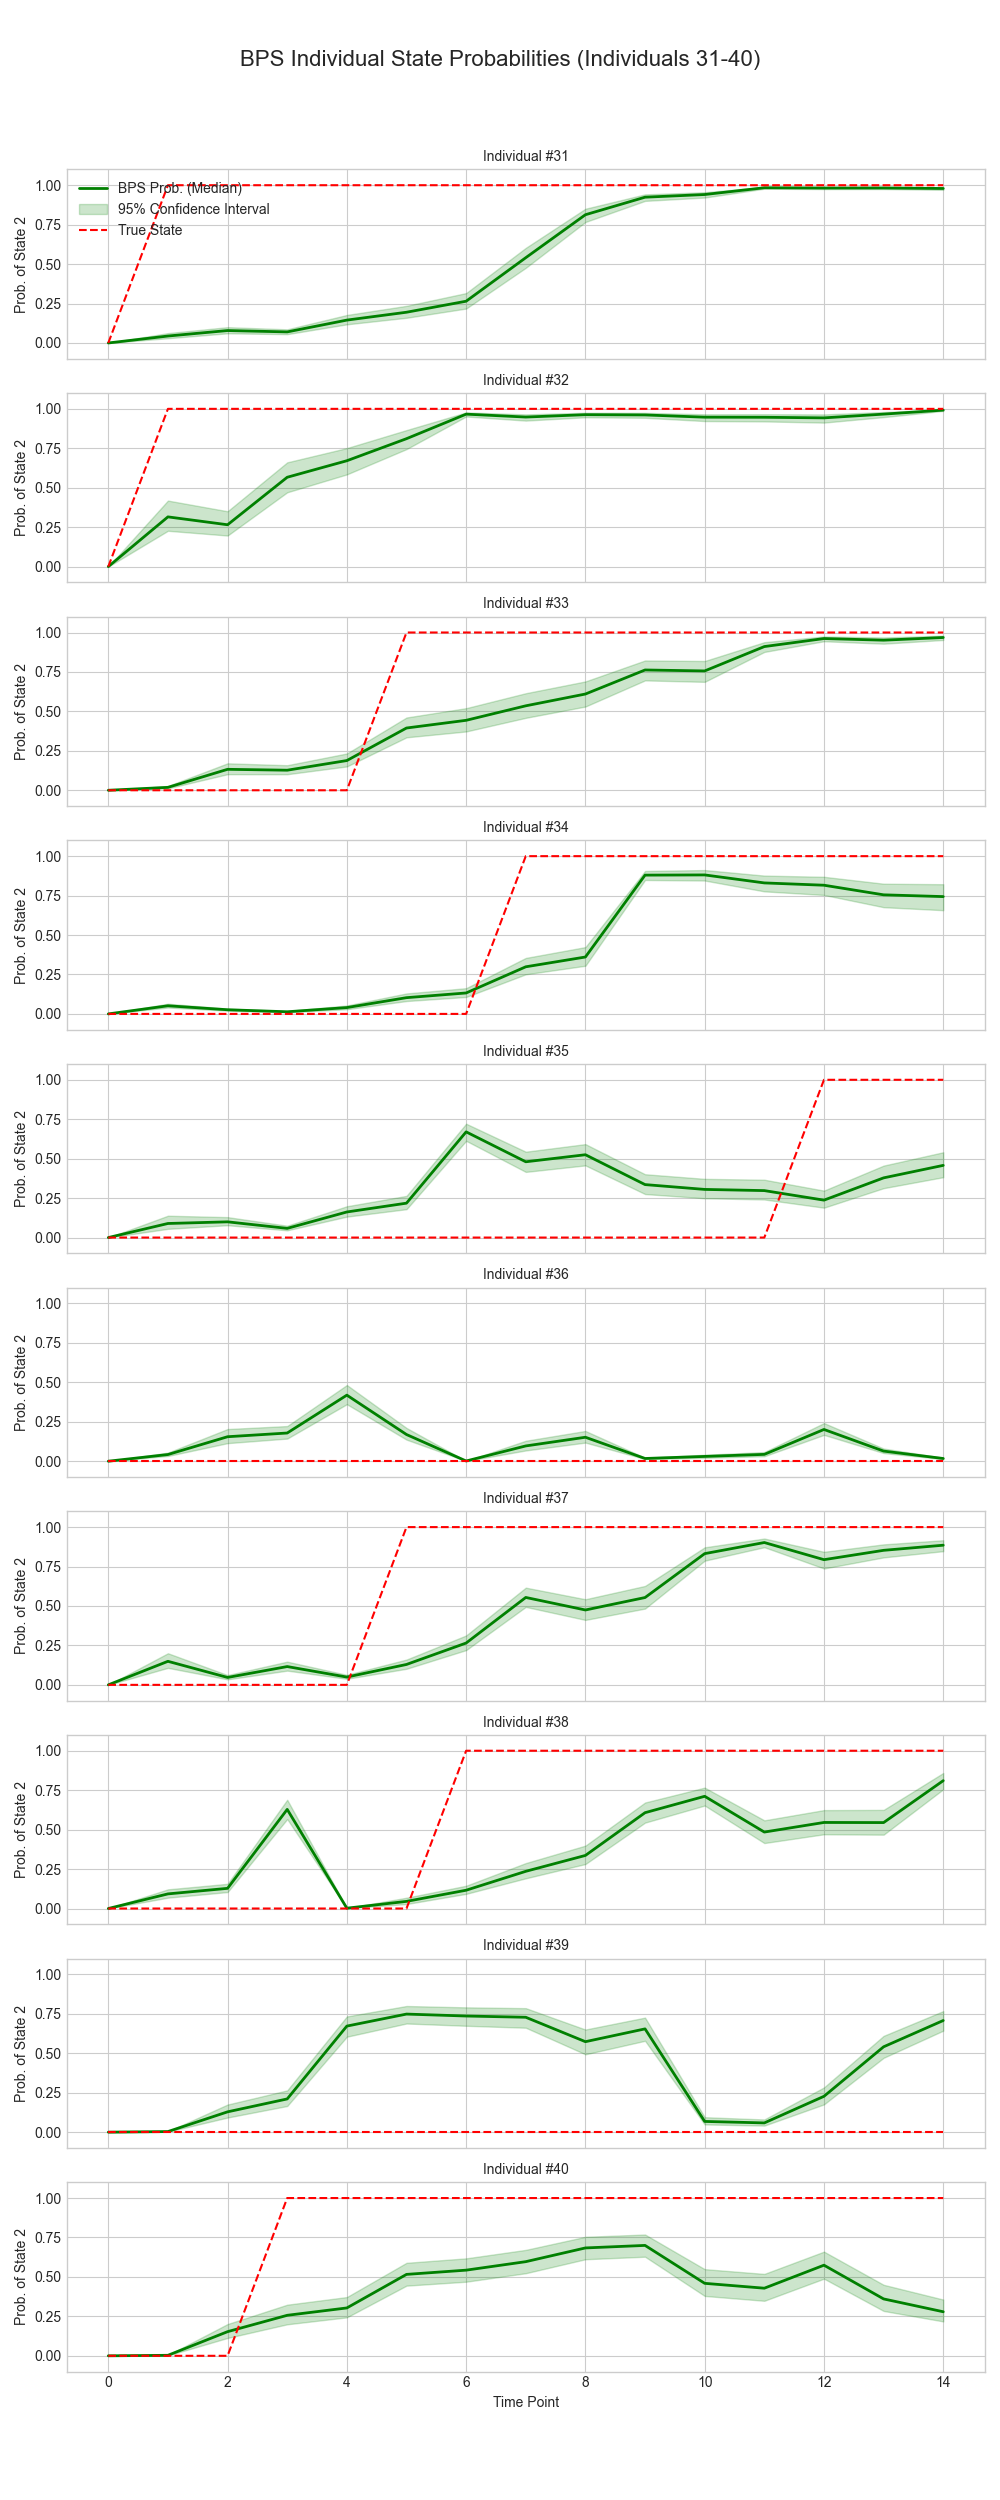 BPS Individual State Probabilities (Individuals 31-40)
Individual #31
1.00
0.75
0.50
0.25
0.00
Prob. of State 2
BPS Prob. (Median)
95% Confidence Interval
True State
Individual #32
1.00
0.75
0.50
0.25
0.00
Prob. of State 2
Individual #33
1.00
0.75
0.50
0.25
0.00
Prob. of State 2
Individual #34
1.00
0.75
0.50
0.25
0.00
Prob. of State 2
Individual #35
1.00
0.75
0.50
0.25
0.00
Prob. of State 2
Individual #36
1.00
0.75
0.50
0.25
0.00
Prob. of State 2
Individual #37
1.00
0.75
0.50
0.25
0.00
Prob. of State 2
Individual #38
1.00
0.75
0.50
0.25
0.00
Prob. of State 2
Individual #39
1.00
0.75
0.50
0.25
0.00
Prob. of State 2
Individual #40
1.00
0.75
0.50
0.25
0.00
Prob. of State 2
0 2 4 6 8 10 12 14
Time Point